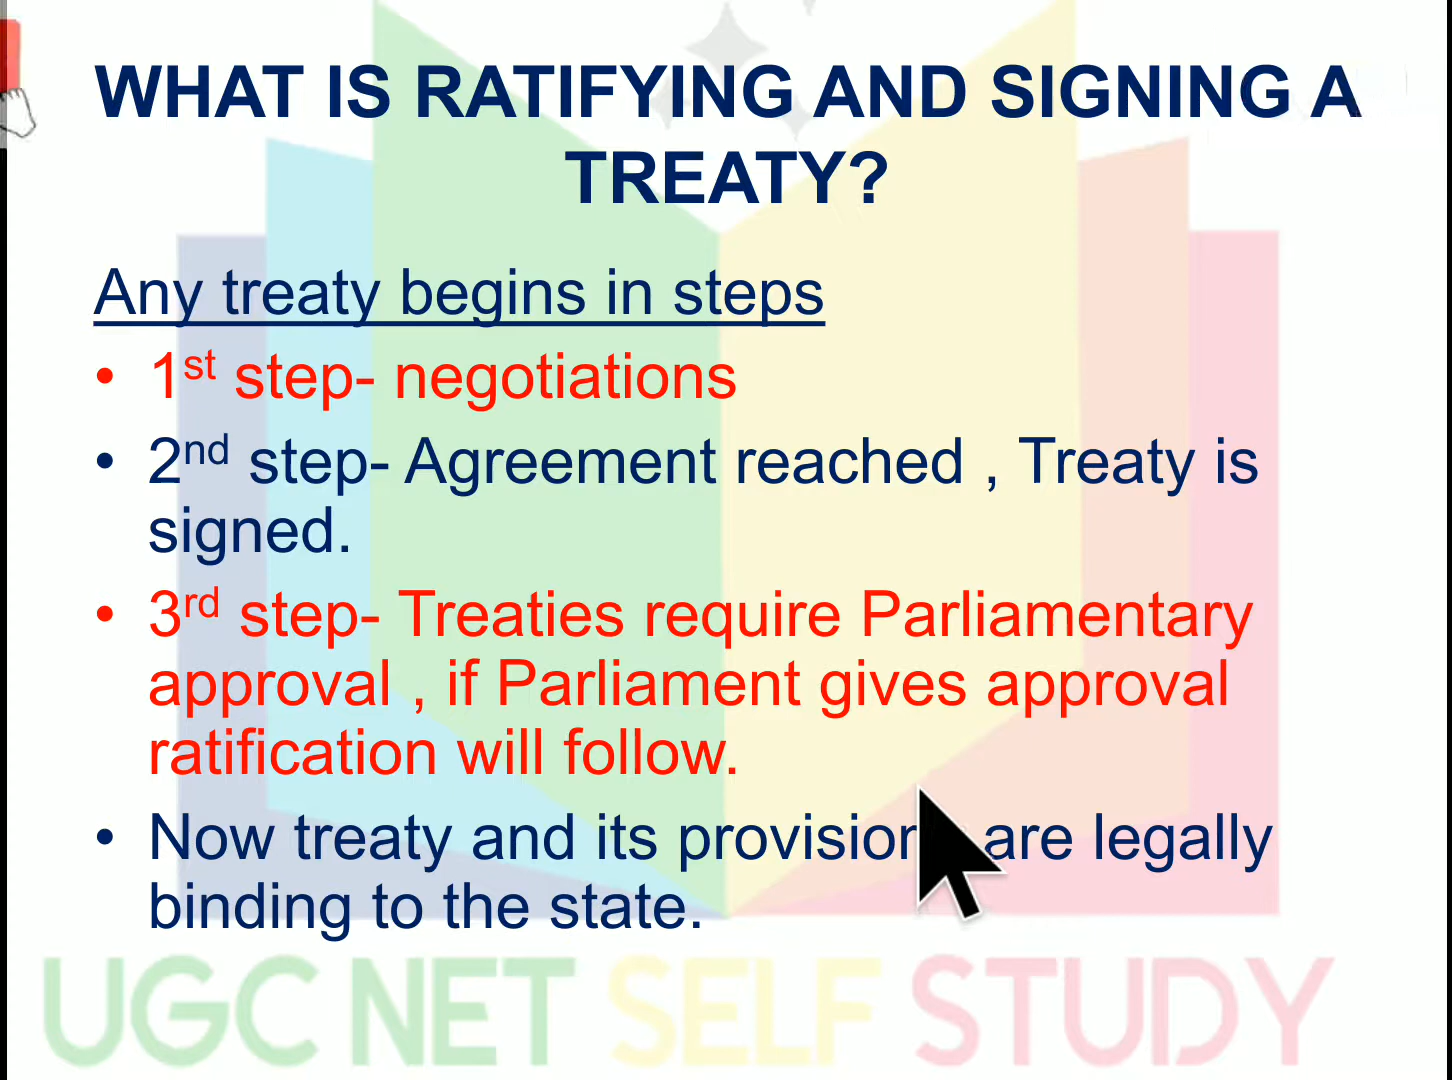 WHAT IS RATIFYING AND SIGNING A
TREATY?
Any treaty begins in steps
• 1st step- negotiations
• 2nd step- Agreement reached , Treaty is
signed.
• 3rd step- Treaties require Parliamentary
approval , if Parliament gives approval
ratification will follow.
• Now treaty and its provisions are legally
binding to the state.
UGC NET SELF STUDY